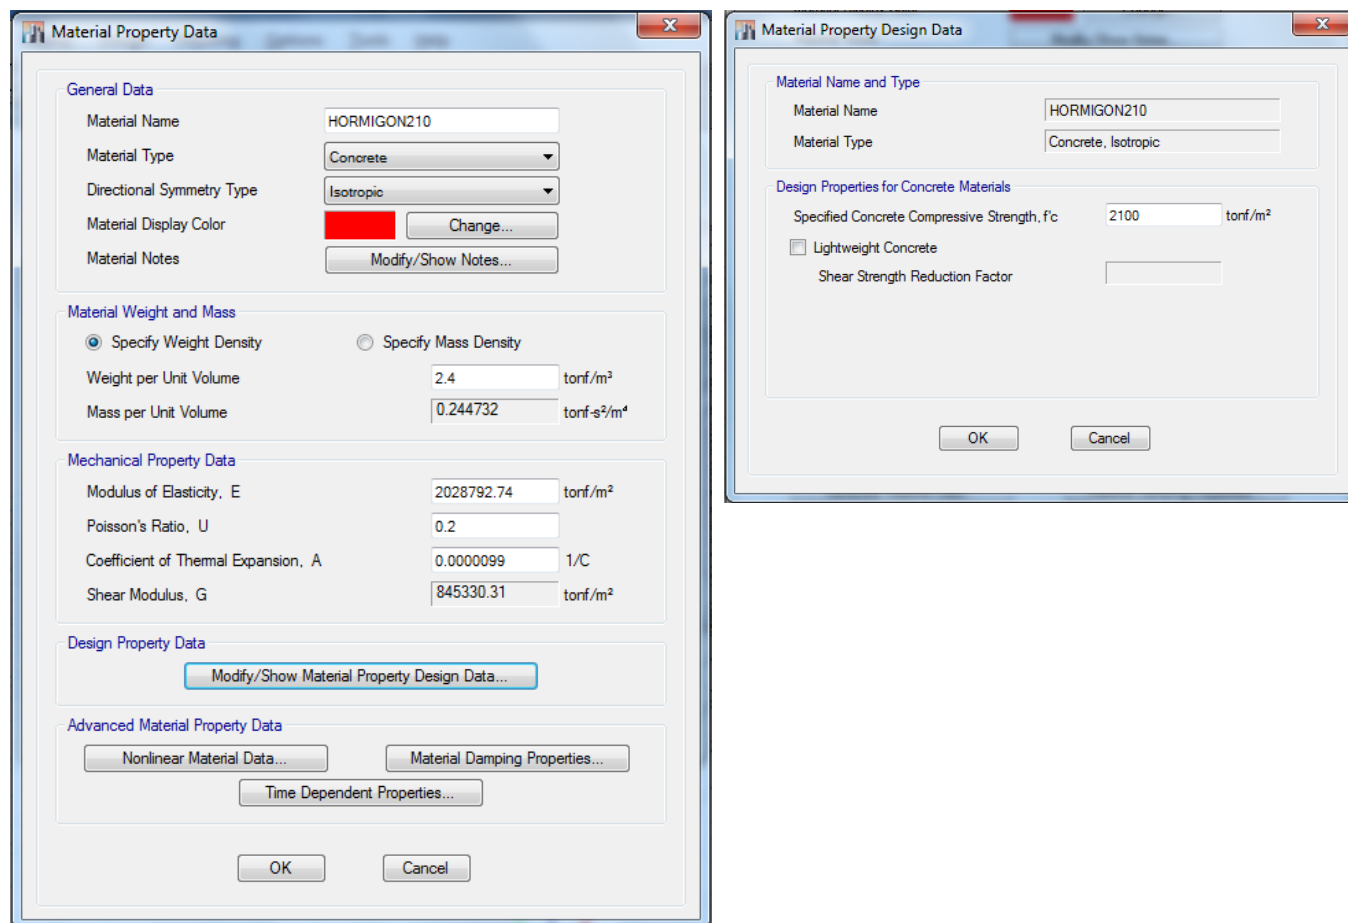 Material Property Data
General Data
Material Name HORMIGON210
Material Type Concrete
Directional Symmetry Type Isotropic
Material Display Color Change...
Material Notes Modify/Show Notes...
Material Weight and Mass
Specify Weight Density Specify Mass Density
Weight per Unit Volume 2.4 tonf/m³
Mass per Unit Volume 0.244732 tonf-s²/m⁴
Mechanical Property Data
Modulus of Elasticity, E 2028792.74 tonf/m²
Poisson's Ratio, U 0.2
Coefficient of Thermal Expansion, A 0.0000099 1/C
Shear Modulus, G 845330.31 tonf/m²
Design Property Data
Modify/Show Material Property Design Data...
Advanced Material Property Data
Nonlinear Material Data... Material Damping Properties...
Time Dependent Properties...
OK Cancel
Material Property Design Data
Material Name and Type
Material Name HORMIGON210
Material Type Concrete, Isotropic
Design Properties for Concrete Materials
Specified Concrete Compressive Strength, f'c 2100 tonf/m²
Lightweight Concrete
Shear Strength Reduction Factor
OK Cancel